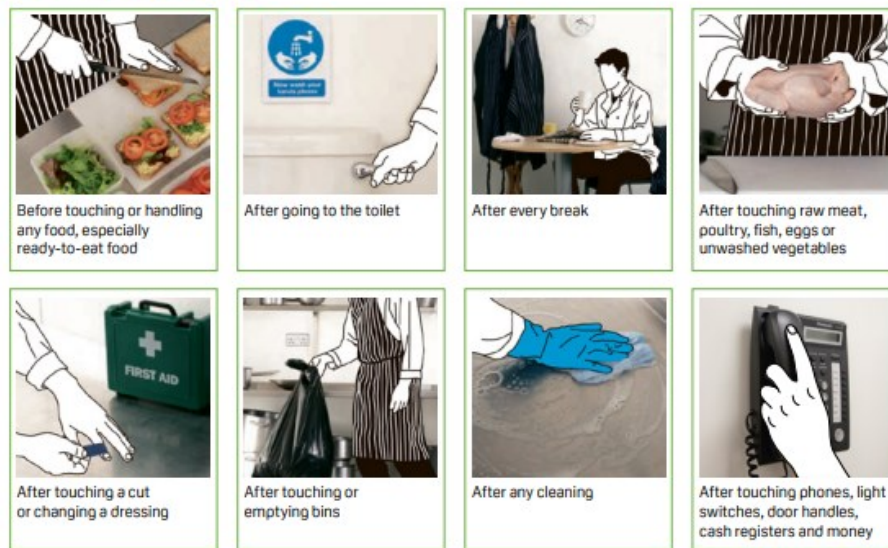 Before touching or handling
any food, especially
ready-to-eat food
After going to the toilet
After every break
After touching raw meat,
poultry, fish, eggs or
unwashed vegetables
FIRST AID
After touching a cut
or changing a dressing
After touching or
emptying bins
After any cleaning
After touching phones, light
switches, door handles,
cash registers and money